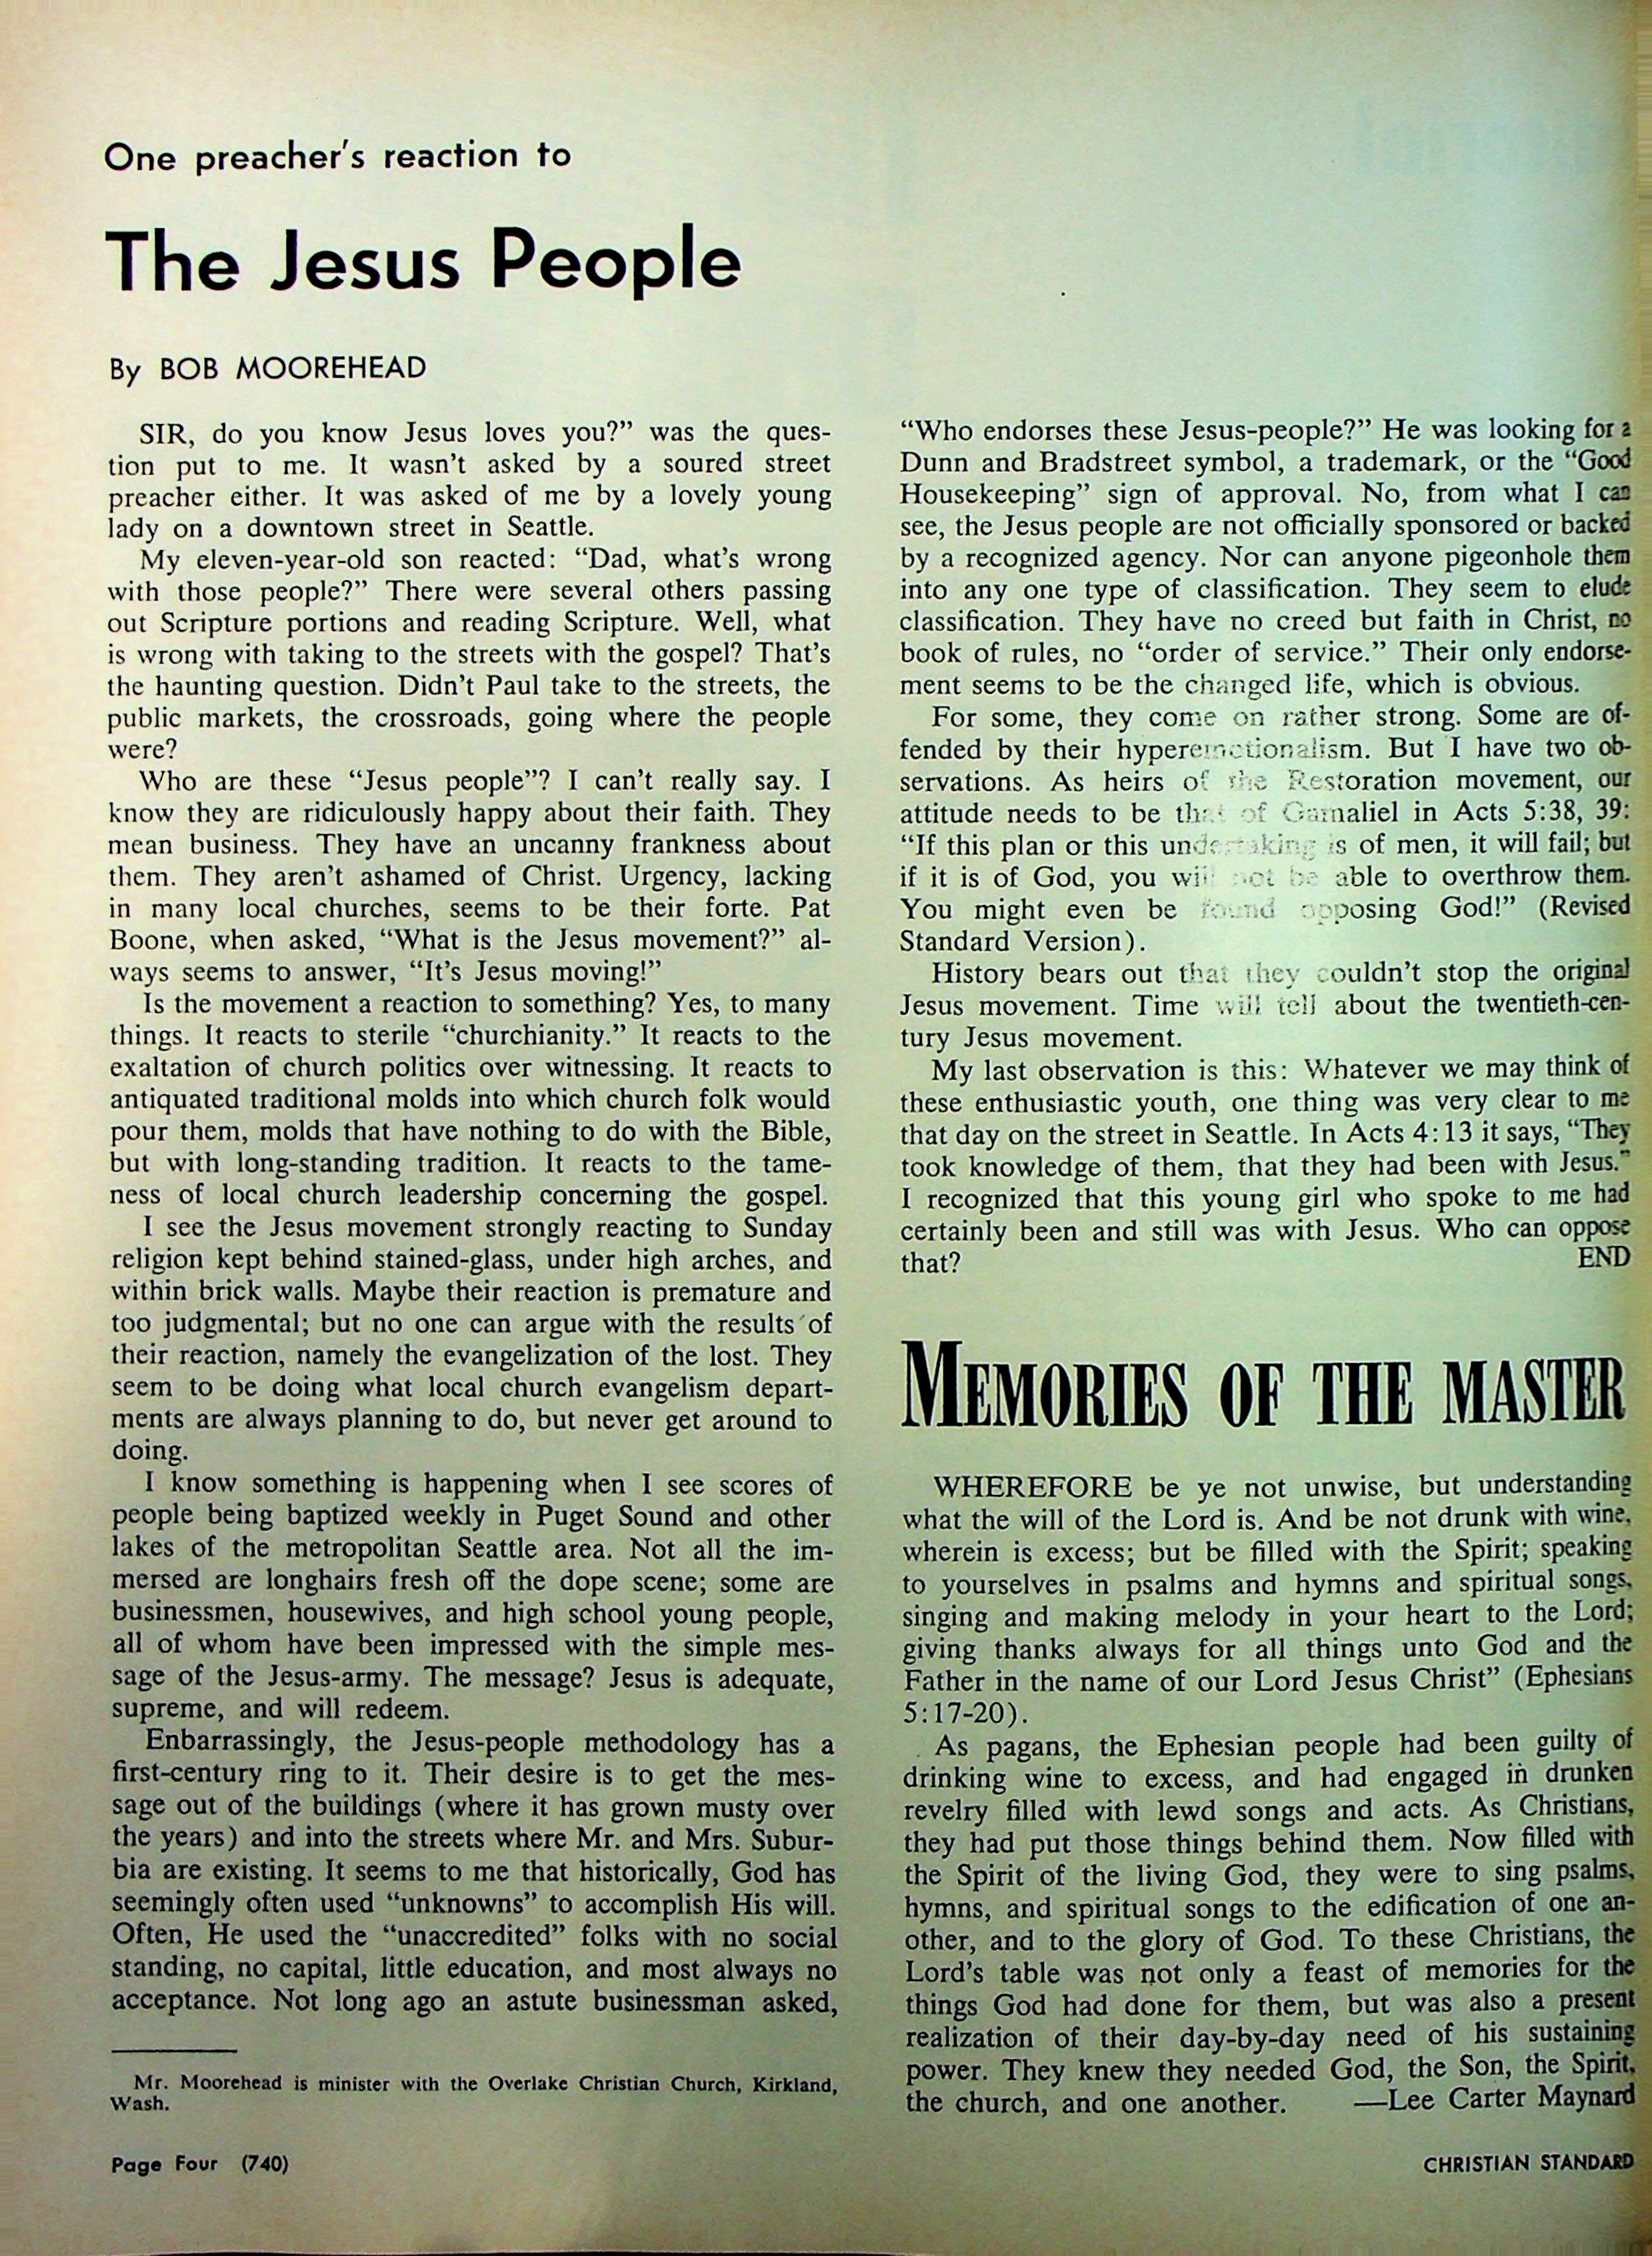 One preacher's reaction to
The Jesus People
By BOB MOOREHEAD
SIR, do you know Jesus loves you?” was the ques-
tion put to me. It wasn't asked by a soured street
preacher either. It was asked of me by a lovely young
lady on a downtown street in Seattle.
My eleven-year-old son reacted: “Dad, what's wrong
with those people?” There were several others passing
out Scripture portions and reading Scripture. Well, what
is wrong with taking to the streets with the gospel? That's
the haunting question. Didn't Paul take to the streets, the
public markets, the crossroads, going where the people
were?
Who are these “Jesus people”? I can't really say. I
know they are ridiculously happy about their faith. They
mean business. They have an uncanny frankness about
them. They aren't ashamed of Christ. Urgency, lacking
in many local churches, seems to be their forte. Pat
Boone, when asked, “What is the Jesus movement?” al-
ways seems to answer, “It's Jesus moving!”
Is the movement a reaction to something? Yes, to many
things. It reacts to sterile “churchianity.” It reacts to the
exaltation of church politics over witnessing. It reacts to
antiquated traditional molds into which church folk would
pour them, molds that have nothing to do with the Bible,
but with long-standing tradition. It reacts to the tame-
ness of local church leadership concerning the gospel.
I see the Jesus movement strongly reacting to Sunday
religion kept behind stained-glass, under high arches, and
within brick walls. Maybe their reaction is premature and
too judgmental; but no one can argue with the results of
their reaction, namely the evangelization of the lost. They
seem to be doing what local church evangelism depart-
ments are always planning to do, but never get around to
doing.
I know something is happening when I see scores of
people being baptized weekly in Puget Sound and other
lakes of the metropolitan Seattle area. Not all the im-
mersed are longhairs fresh off the dope scene; some are
businessmen, housewives, and high school young people,
all of whom have been impressed with the simple mes-
sage of the Jesus-army. The message? Jesus is adequate,
supreme, and will redeem.
Enbarrassingly, the Jesus-people methodology has a
first-century ring to it. Their desire is to get the mes-
sage out of the buildings (where it has grown musty over
the years) and into the streets where Mr. and Mrs. Subur-
bia are existing. It seems to me that historically, God has
seemingly often used “unknowns” to accomplish His will.
Often, He used the “unaccredited” folks with no social
standing, no capital, little education, and most always no
acceptance. Not long ago an astute businessman asked,
Mr. Moorehead is minister with the Overlake Christian Church, Kirkland,
Wash.
“Who endorses these Jesus-people?” He was looking for a
Dunn and Bradstreet symbol, a trademark, or the “Good
Housekeeping” sign of approval. No, from what I can
see, the Jesus people are not officially sponsored or backed
by a recognized agency. Nor can anyone pigeonhole them
into any one type of classification. They seem to elude
classification. They have no creed but faith in Christ, no
book of rules, no “order of service.” Their only endorse-
ment seems to be the changed life, which is obvious.
For some, they come on rather strong. Some are of-
fended by their hyperemotionalism. But I have two ob-
servations. As heirs of the Restoration movement, our
attitude needs to be that of Gamaliel in Acts 5:38, 39:
“If this plan or this undertaking is of men, it will fail; but
if it is of God, you will not be able to overthrow them.
You might even be found opposing God!” (Revised
Standard Version).
History bears out that they couldn't stop the original
Jesus movement. Time will tell about the twentieth-cen-
tury Jesus movement.
My last observation is this: Whatever we may think of
these enthusiastic youth, one thing was very clear to me
that day on the street in Seattle. In Acts 4:13 it says, “They
took knowledge of them, that they had been with Jesus.”
I recognized that this young girl who spoke to me had
certainly been and still was with Jesus. Who can oppose
that? END
MEMORIES OF THE MASTER
WHEREFORE be ye not unwise, but understanding
what the will of the Lord is. And be not drunk with wine,
wherein is excess; but be filled with the Spirit; speaking
to yourselves in psalms and hymns and spiritual songs,
singing and making melody in your heart to the Lord;
giving thanks always for all things unto God and the
Father in the name of our Lord Jesus Christ” (Ephesians
5:17-20).
As pagans, the Ephesian people had been guilty of
drinking wine to excess, and had engaged in drunken
revelry filled with lewd songs and acts. As Christians,
they had put those things behind them. Now filled with
the Spirit of the living God, they were to sing psalms,
hymns, and spiritual songs to the edification of one an-
other, and to the glory of God. To these Christians, the
Lord's table was not only a feast of memories for the
things God had done for them, but was also a present
realization of their day-by-day need of his sustaining
power. They knew they needed God, the Son, the Spirit,
the church, and one another. —Lee Carter Maynard
Page Four (740)
CHRISTIAN STANDARD